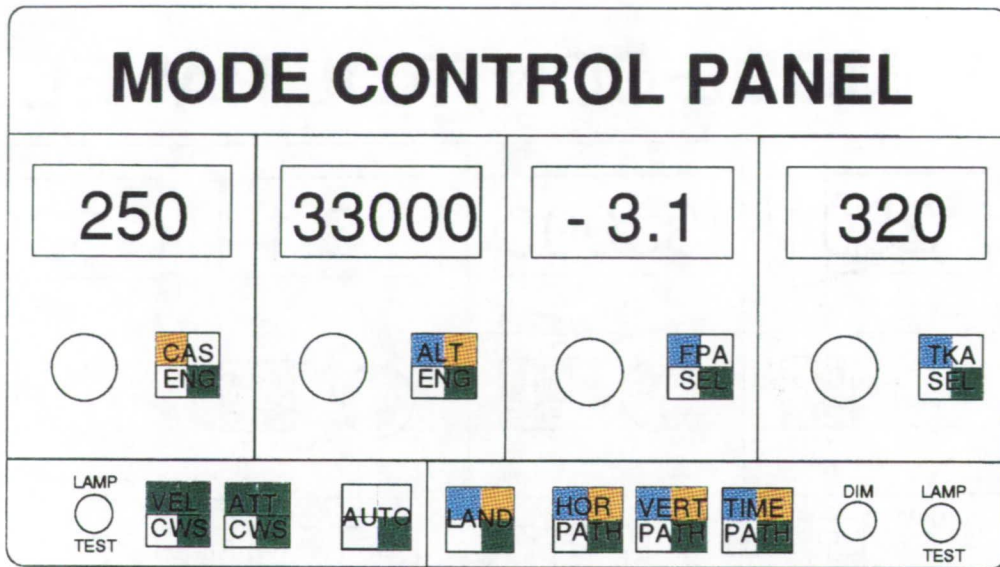 MODE CONTROL PANEL
250 33000 - 3.1 320
CAS ENG
ALT ENG
FPA SEL
TKA SEL
LAMP TEST
VEL CWS
ATT CWS
AUTO
LAND
HOR PATH
VERT PATH
TIME PATH
DIM
LAMP TEST